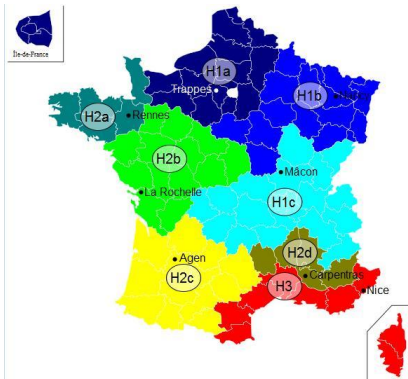 Île-de-France
H1a
Trappes
H1b
H2a
Rennes
H2b
Mâcon
La Rochelle
H1c
H2d
Agen
Carpentras
H2c
H3
Nice